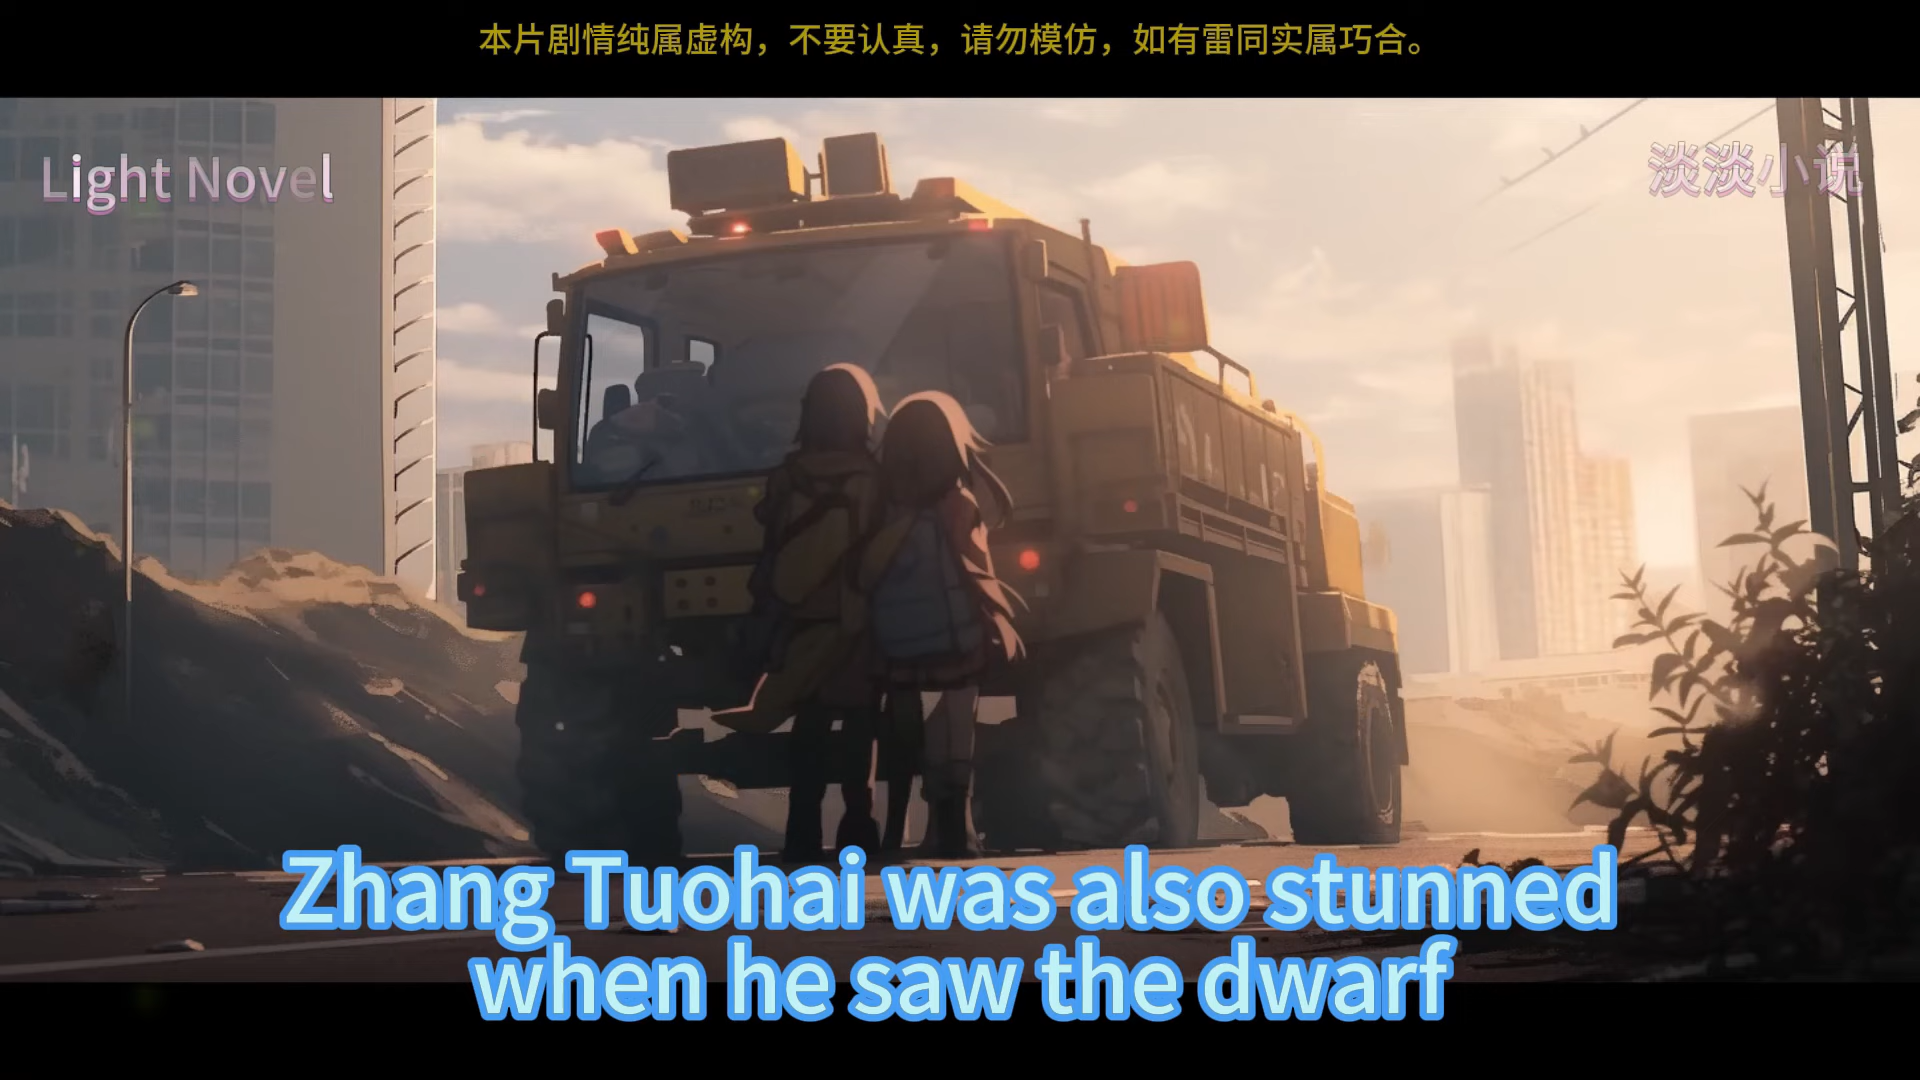 本片剧情纯属虚构，不要认真，请勿模仿，如有雷同实属巧合。
Light Novel
淡淡小说
Zhang Tuohai was also stunned
when he saw the dwarf